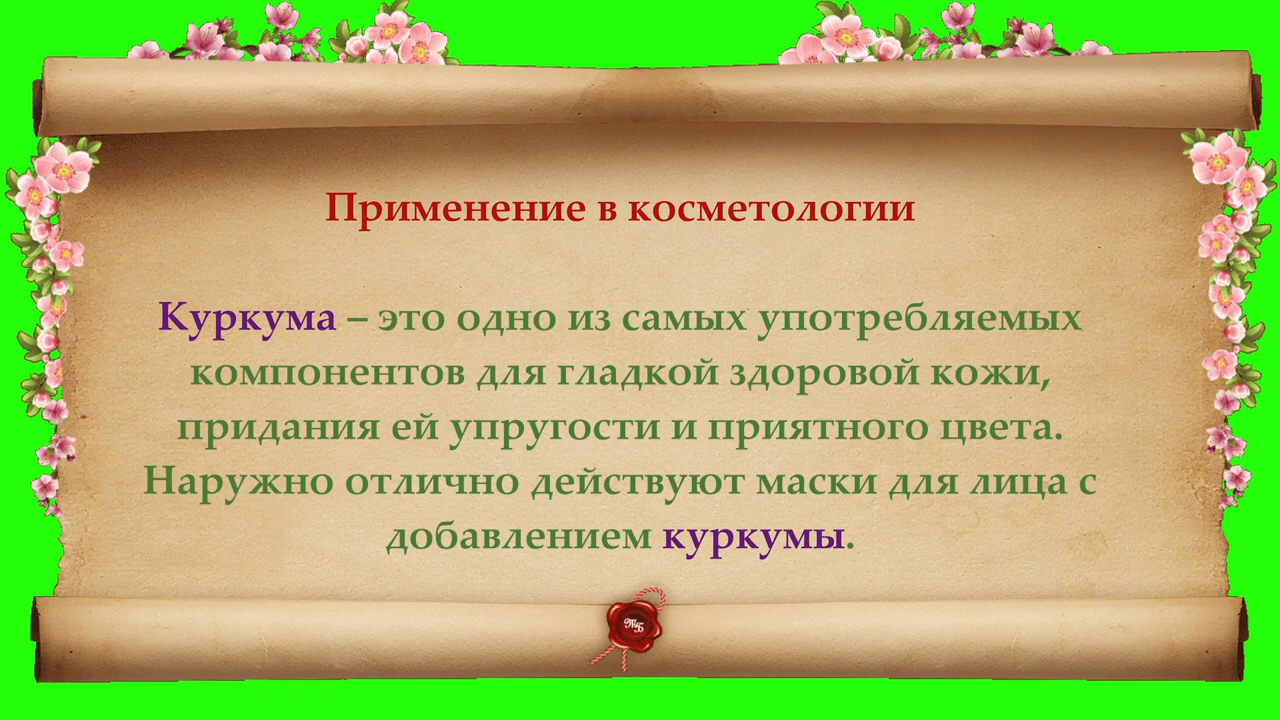 Применение в косметологии
Куркума – это одно из самых употребляемых
компонентов для гладкой здоровой кожи,
придания ей упругости и приятного цвета.
Наружно отлично действуют маски для лица с
добавлением куркумы.